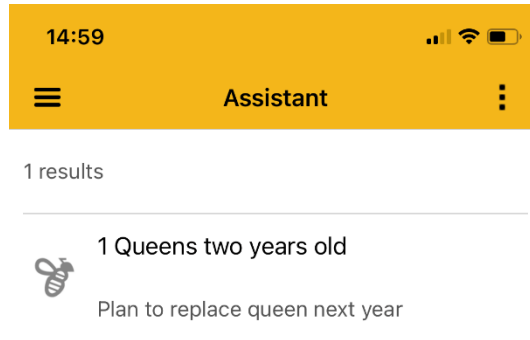 14:59
Assistant
1 results
1 Queens two years old
Plan to replace queen next year